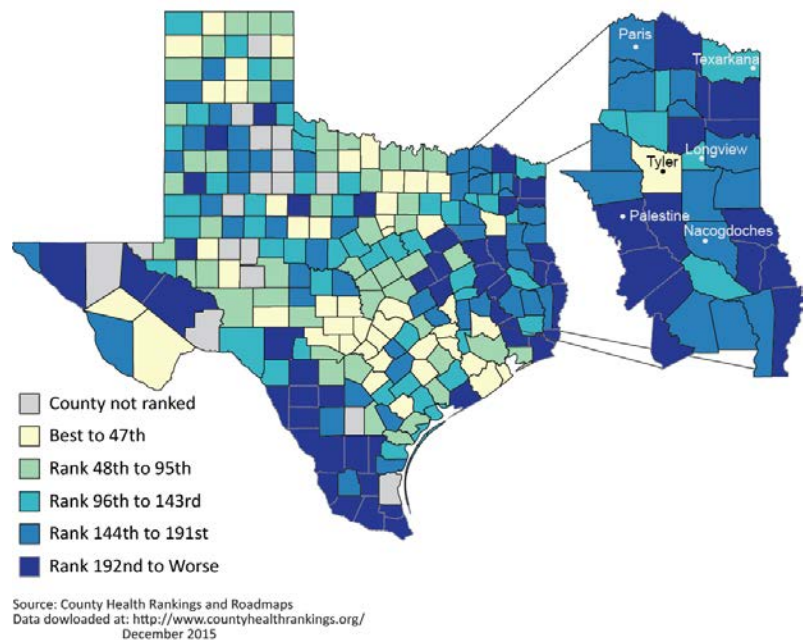 Paris
Texarkana
Longview
Tyler
Palestine
Nacogdoches
County not ranked
Best to 47th
Rank 48th to 95th
Rank 96th to 143rd
Rank 144th to 191st
Rank 192nd to Worse
Source: County Health Rankings and Roadmaps
Data dowloaded at: http://www.countyhealthrankings.org/
December 2015